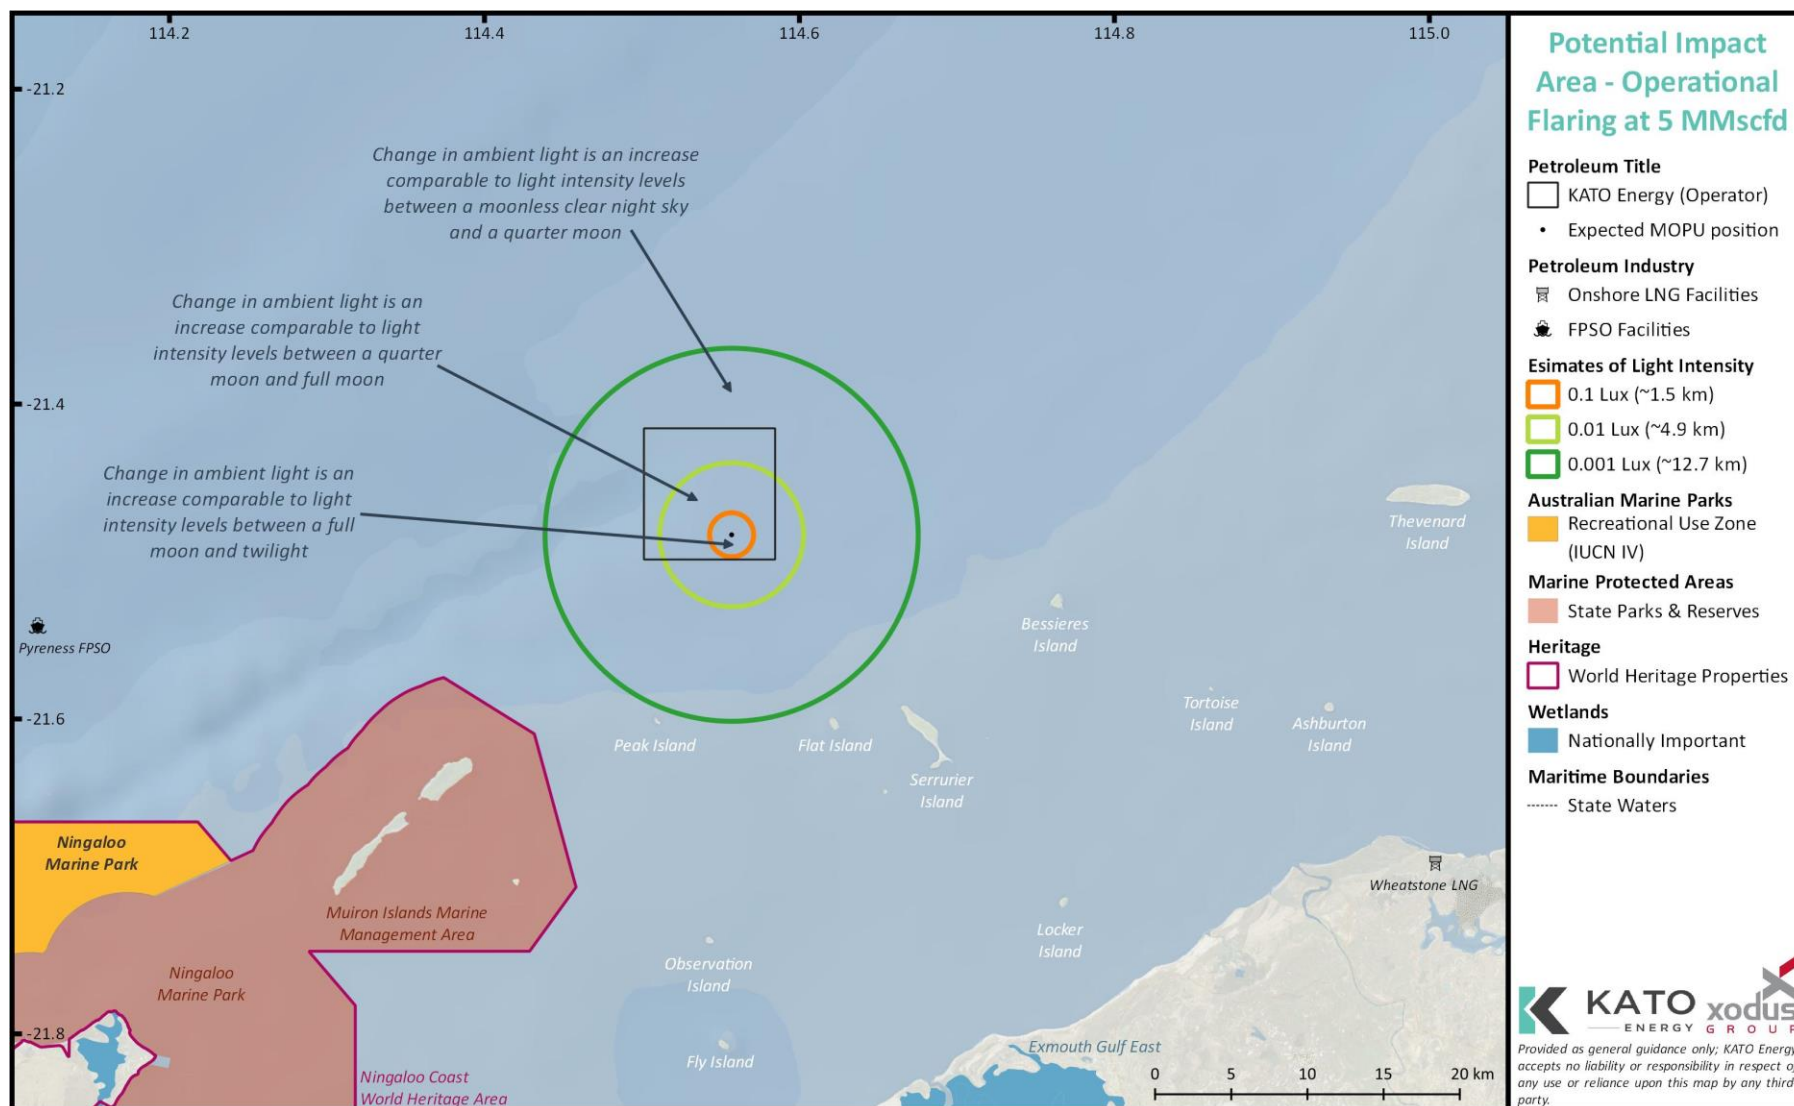 114.2
114.4
114.6
114.8
115.0
-21.2
-21.4
-21.6
-21.8
Change in ambient light is an increase
comparable to light intensity levels
between a moonless clear night sky
and a quarter moon
Change in ambient light is an
increase comparable to light
intensity levels between a quarter
moon and full moon
Change in ambient light is an
increase comparable to light
intensity levels between a full
moon and twilight
Pyreness FPSO
Thevenard
Island
Bessieres
Island
Tortoise
Island
Ashburton
Island
Peak Island
Flat Island
Serrurier
Island
Ningaloo
Marine Park
Muiron Islands Marine
Management Area
Ningaloo
Marine Park
Wheatstone LNG
Locker
Island
Observation
Island
Fly Island
Exmouth Gulf East
Ningaloo Coast
World Heritage Area
0 5 10 15 20 km
Potential Impact
Area - Operational
Flaring at 5 MMscfd
Petroleum Title
KATO Energy (Operator)
Expected MOPU position
Petroleum Industry
Onshore LNG Facilities
FPSO Facilities
Esimates of Light Intensity
0.1 Lux (~1.5 km)
0.01 Lux (~4.9 km)
0.001 Lux (~12.7 km)
Australian Marine Parks
Recreational Use Zone
(IUCN IV)
Marine Protected Areas
State Parks & Reserves
Heritage
World Heritage Properties
Wetlands
Nationally Important
Maritime Boundaries
State Waters
KATO
ENERGY
xodus
GROUP
Provided as general guidance only; KATO Energy
accepts no liability or responsibility in respect of
any use or reliance upon this map by any third
party.